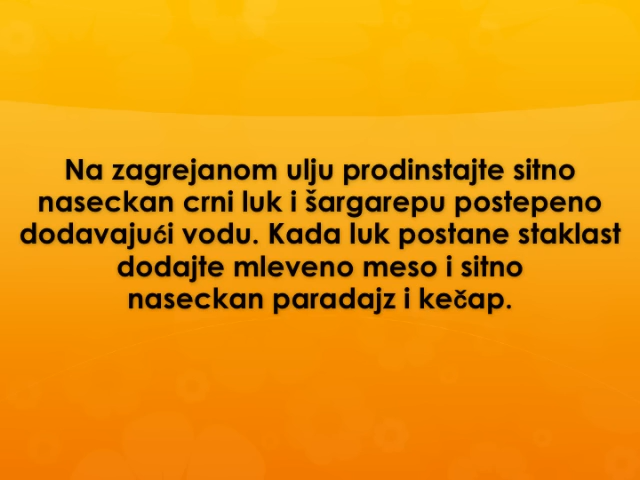 Na zagrejanom ulju prodinstajte sitno
naseckan crni luk i šargarepu postepeno
dodavajući vodu. Kada luk postane staklast
dodajte mleveno meso i sitno
naseckan paradajz i kečap.